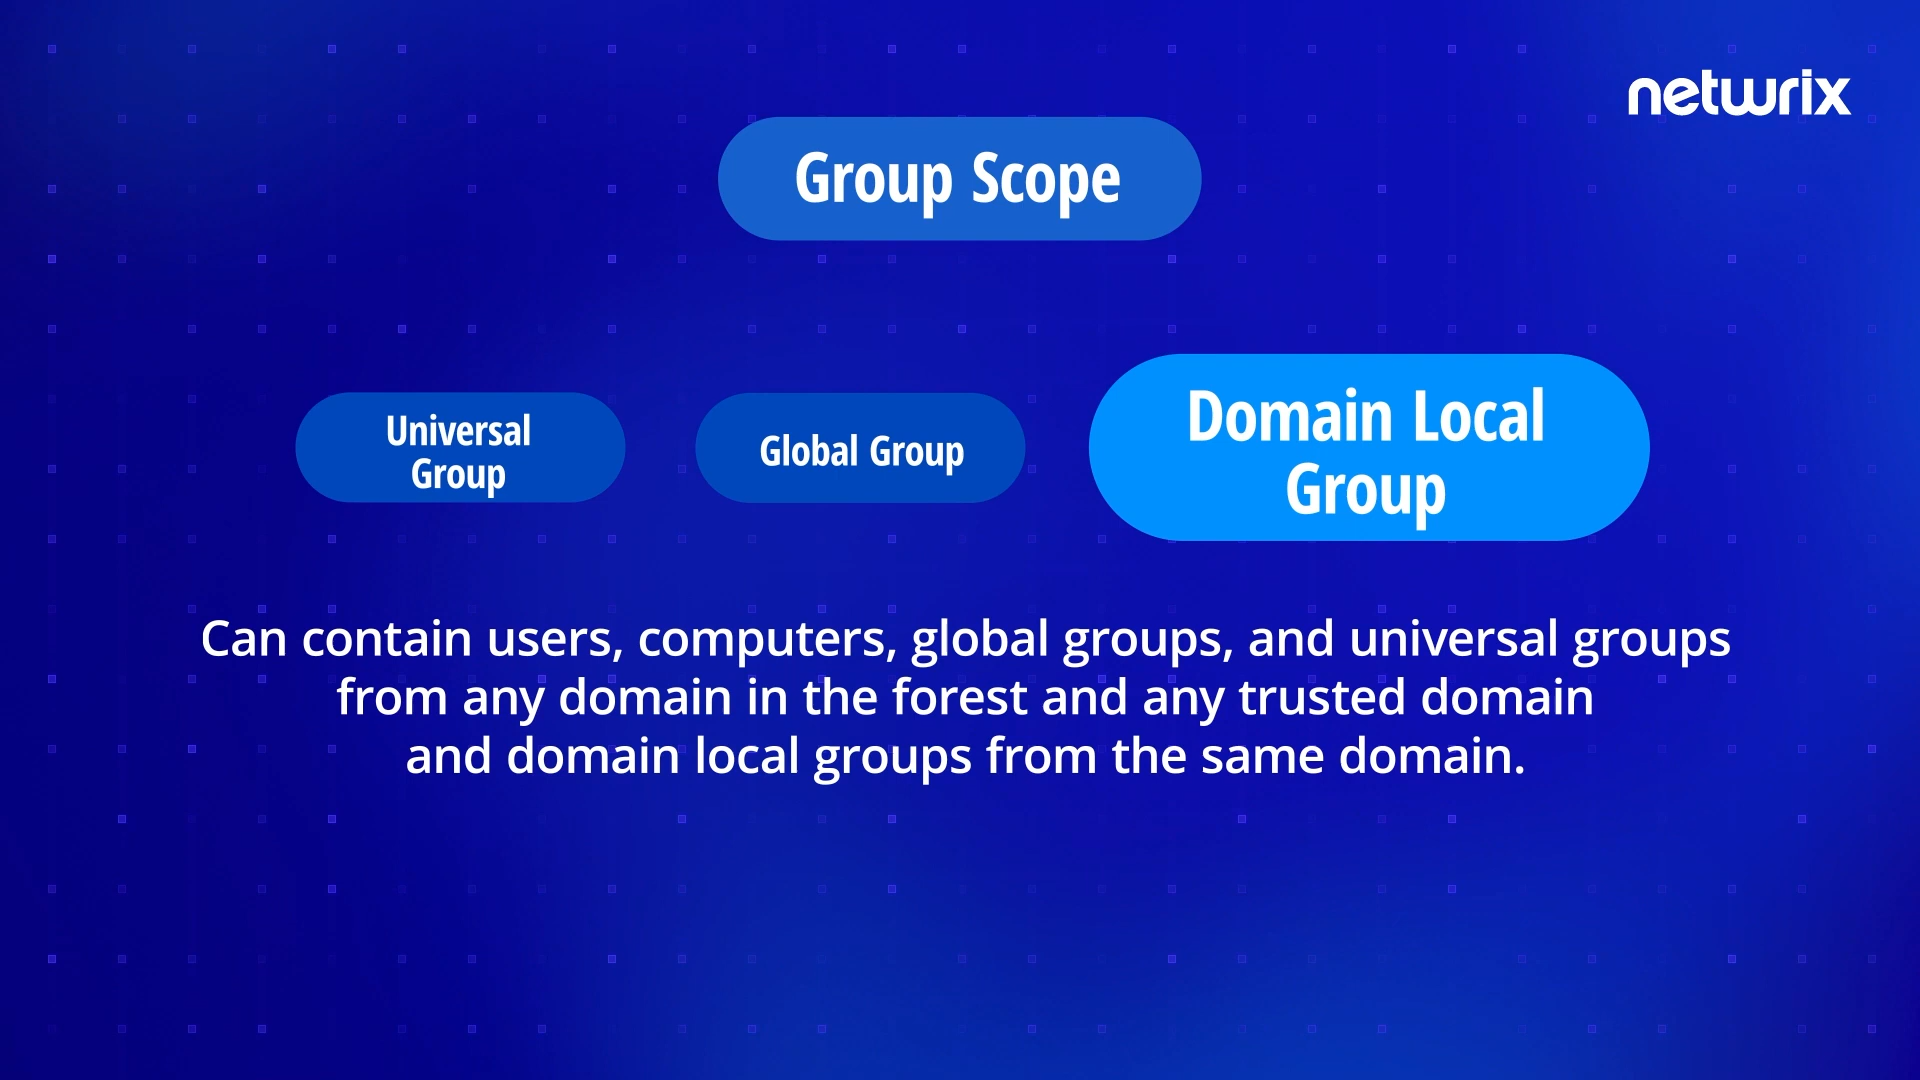 netwrix
Group Scope
Universal
Group
Global Group
Domain Local
Group
Can contain users, computers, global groups, and universal groups
from any domain in the forest and any trusted domain
and domain local groups from the same domain.